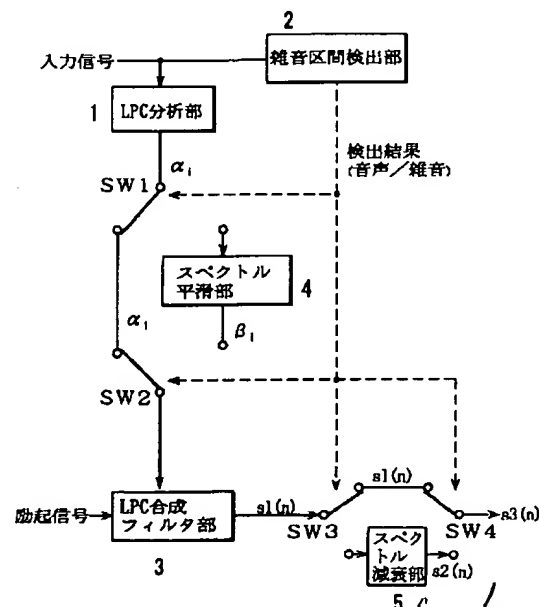 2
入力信号
雑音区間検出部
1
LPC分析部
検出結果
(音声/雑音)
αi
SW1
スペクトル
平滑部
4
αi
βi
SW2
励起信号
LPC合成
フィルタ部
s1(n)
SW3
s1(n)
SW4
s3(n)
3
スペク
トル
減衰部
s2(n)
5